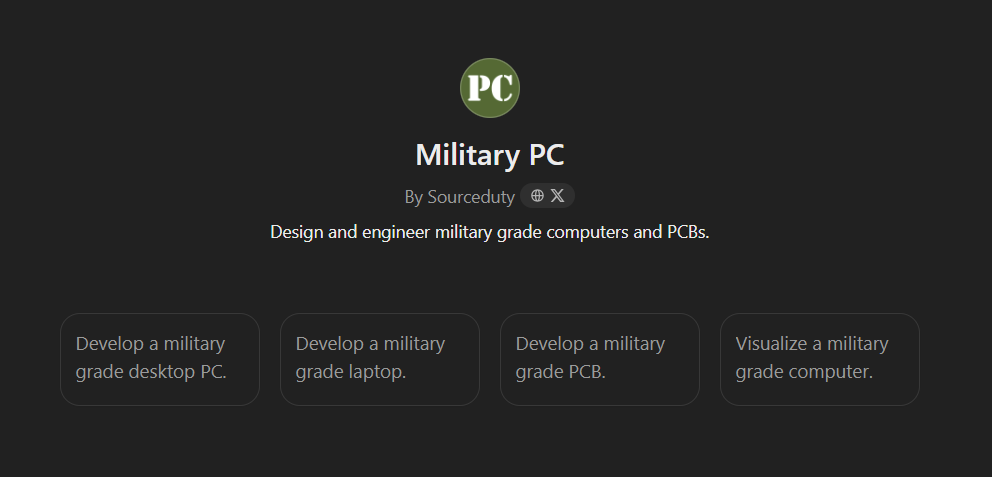 PC
Military PC
By Sourceduty
Design and engineer military grade computers and PCBs.
Develop a military
grade desktop PC.
Develop a military
grade laptop.
Develop a military
grade PCB.
Visualize a military
grade computer.